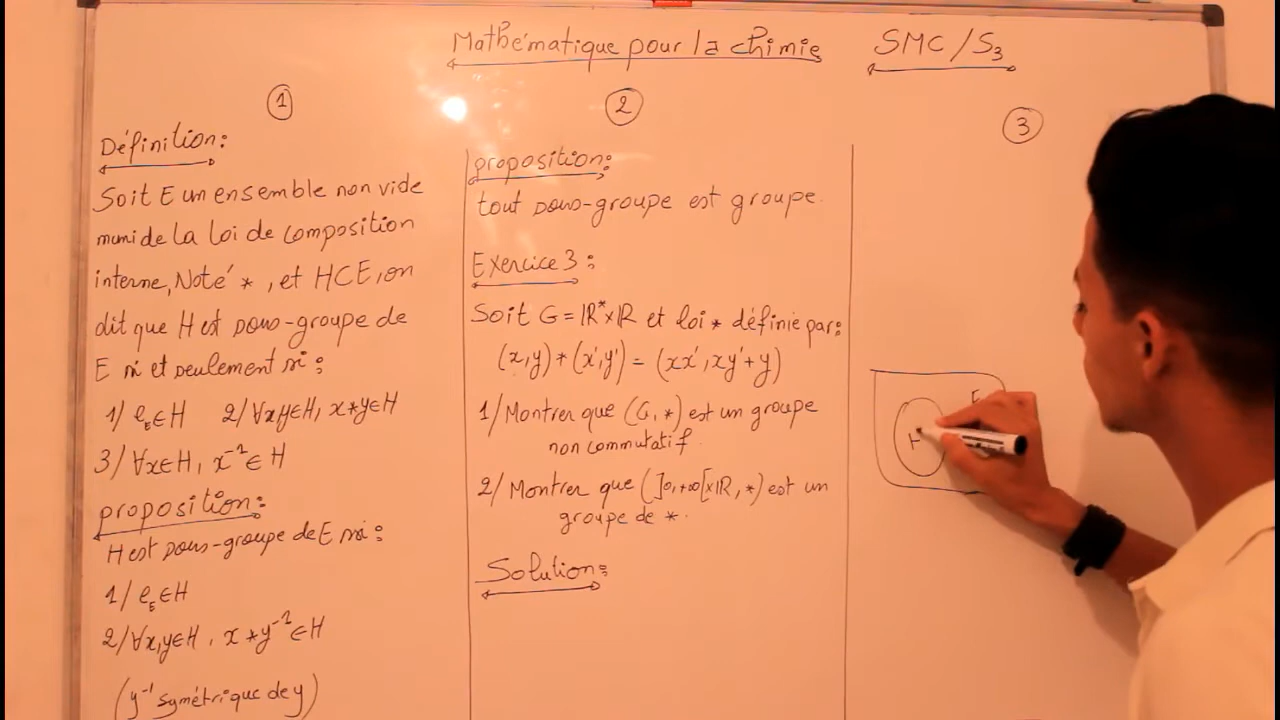 Mathématique pour la chimie SMC/S3
1
Définition:
Soit E un ensemble non vide
muni de la loi de composition
interne, Noté *, et H⊂E, on
dit que H est sous-groupe de
E si et seulement si:
1/ e_E∈H 2/ ∀x,y∈H, x*y∈H
3/ ∀x∈H, x⁻¹∈H
proposition:
H est sous-groupe de E si:
1/ e_E∈H
2/ ∀x,y∈H, x*y⁻¹∈H
(y⁻¹ symétrique de y)
2
proposition:
tout sous-groupe est groupe.
Exercice 3:
Soit G = IR*×IR et loi * définie par:
(x,y)*(x',y') = (xx', xy'+y)
1/ Montrer que (G,*) est un groupe
non commutatif.
2/ Montrer que (]0,+∞[×IR,*) est un
groupe de *.
Solution:
3
E
H